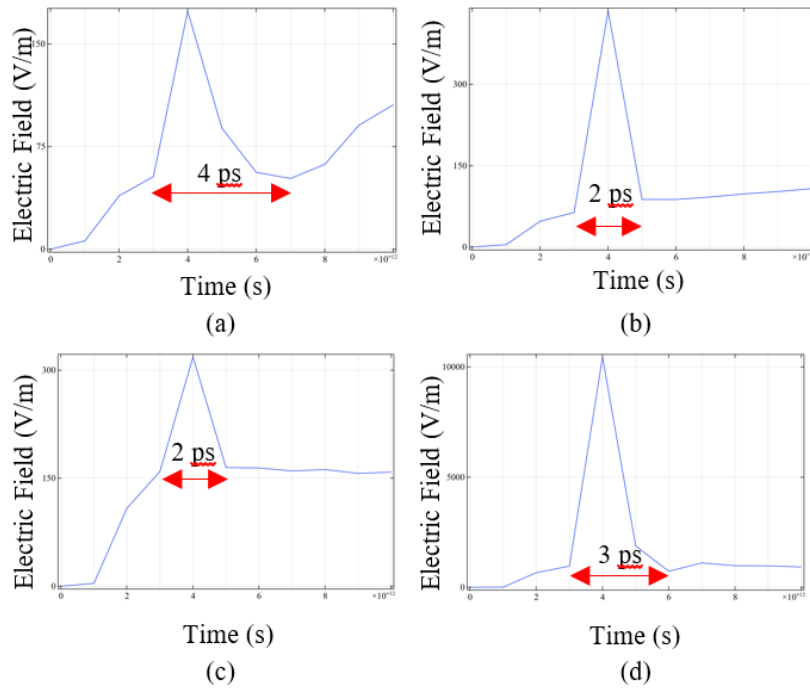 Electric Field (V/m)
150
75
0
4 ps
0 2 4 6 8 ×10⁻¹²
Time (s)
(a)
Electric Field (V/m)
300
150
0
2 ps
0 2 4 6 8 ×10⁻¹²
Time (s)
(b)
Electric Field (V/m)
300
150
0
2 ps
0 2 4 6 8 ×10⁻¹²
Time (s)
(c)
Electric Field (V/m)
10000
5000
0
3 ps
0 2 4 6 8 ×10⁻¹²
Time (s)
(d)